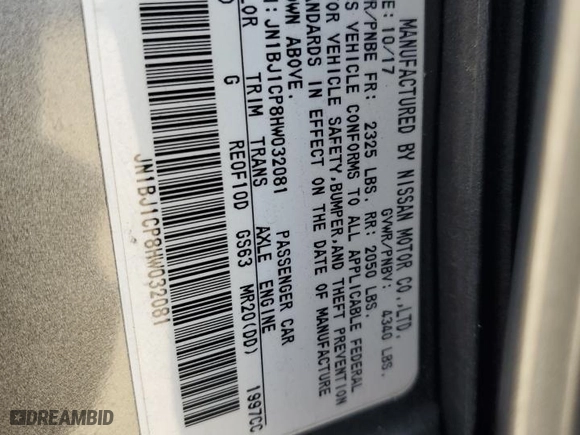 MANUFACTURED BY NISSAN MOTOR CO.,LTD.
DATE: 10/17 GVWR/PNBV: 4340 LBS.
R/PNBE FR: 2325 LBS. RR: 2050 LBS.
S VEHICLE CONFORMS TO ALL APPLICABLE FEDERAL
OR VEHICLE SAFETY,BUMPER,AND THEFT PREVENTION
ANDARDS IN EFFECT ON THE DATE OF MANUFACTURE
OWN ABOVE.
: JN1BJ1CP8HW032081 PASSENGER CAR
LOR TRIM TRANS AXLE ENGINE
G RE0F10D GS63 MR20(DD) 1997CC
JN1BJ1CP8HW032081
DREAMBID